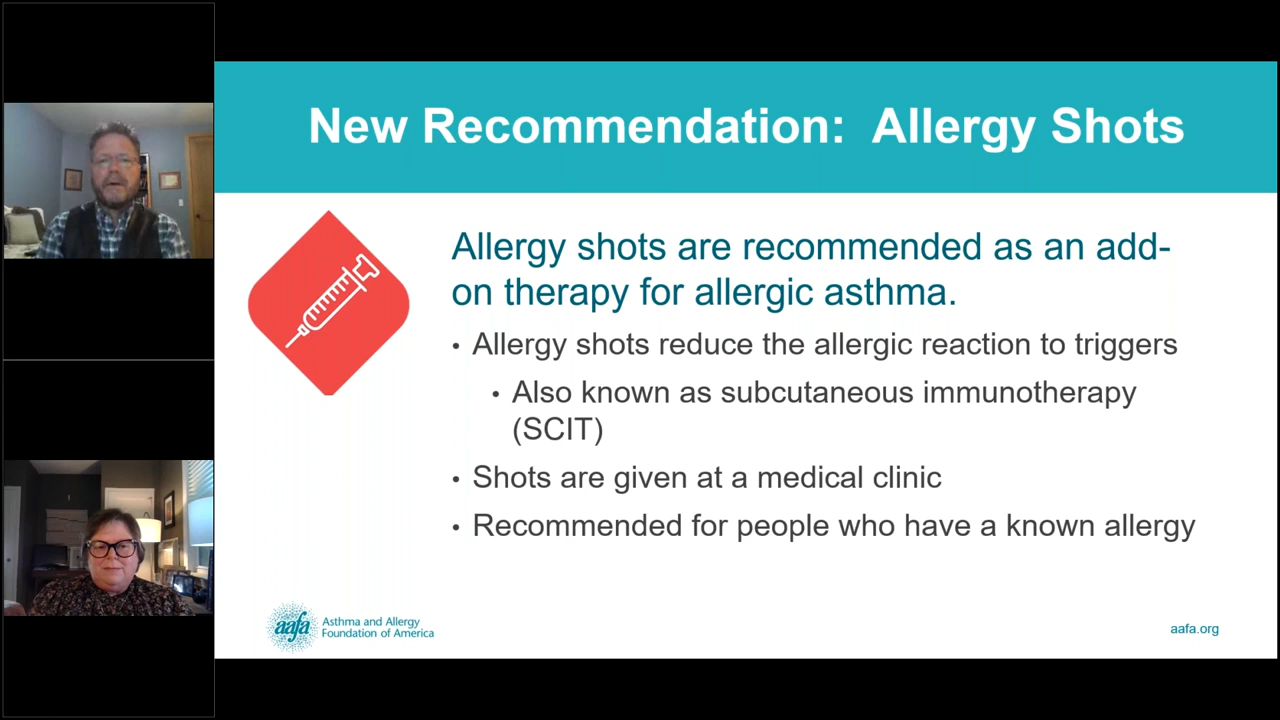 New Recommendation:  Allergy Shots
Allergy shots are recommended as an add-
on therapy for allergic asthma.
• Allergy shots reduce the allergic reaction to triggers
• Also known as subcutaneous immunotherapy
(SCIT)
• Shots are given at a medical clinic
• Recommended for people who have a known allergy
aafa
Asthma and Allergy
Foundation of America
aafa.org